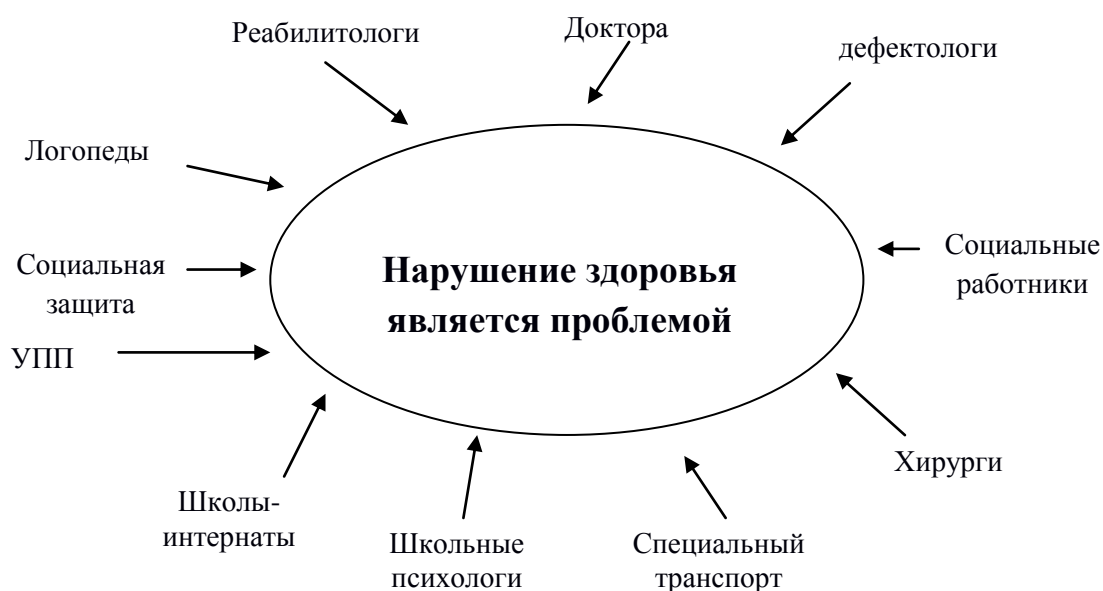 Реабилитологи
Доктора
дефектологи
Логопеды
Социальная
защита
Социальные
работники
Нарушение здоровья
является проблемой
УПП
Хирурги
Школы-
интернаты
Школьные
психологи
Специальный
транспорт